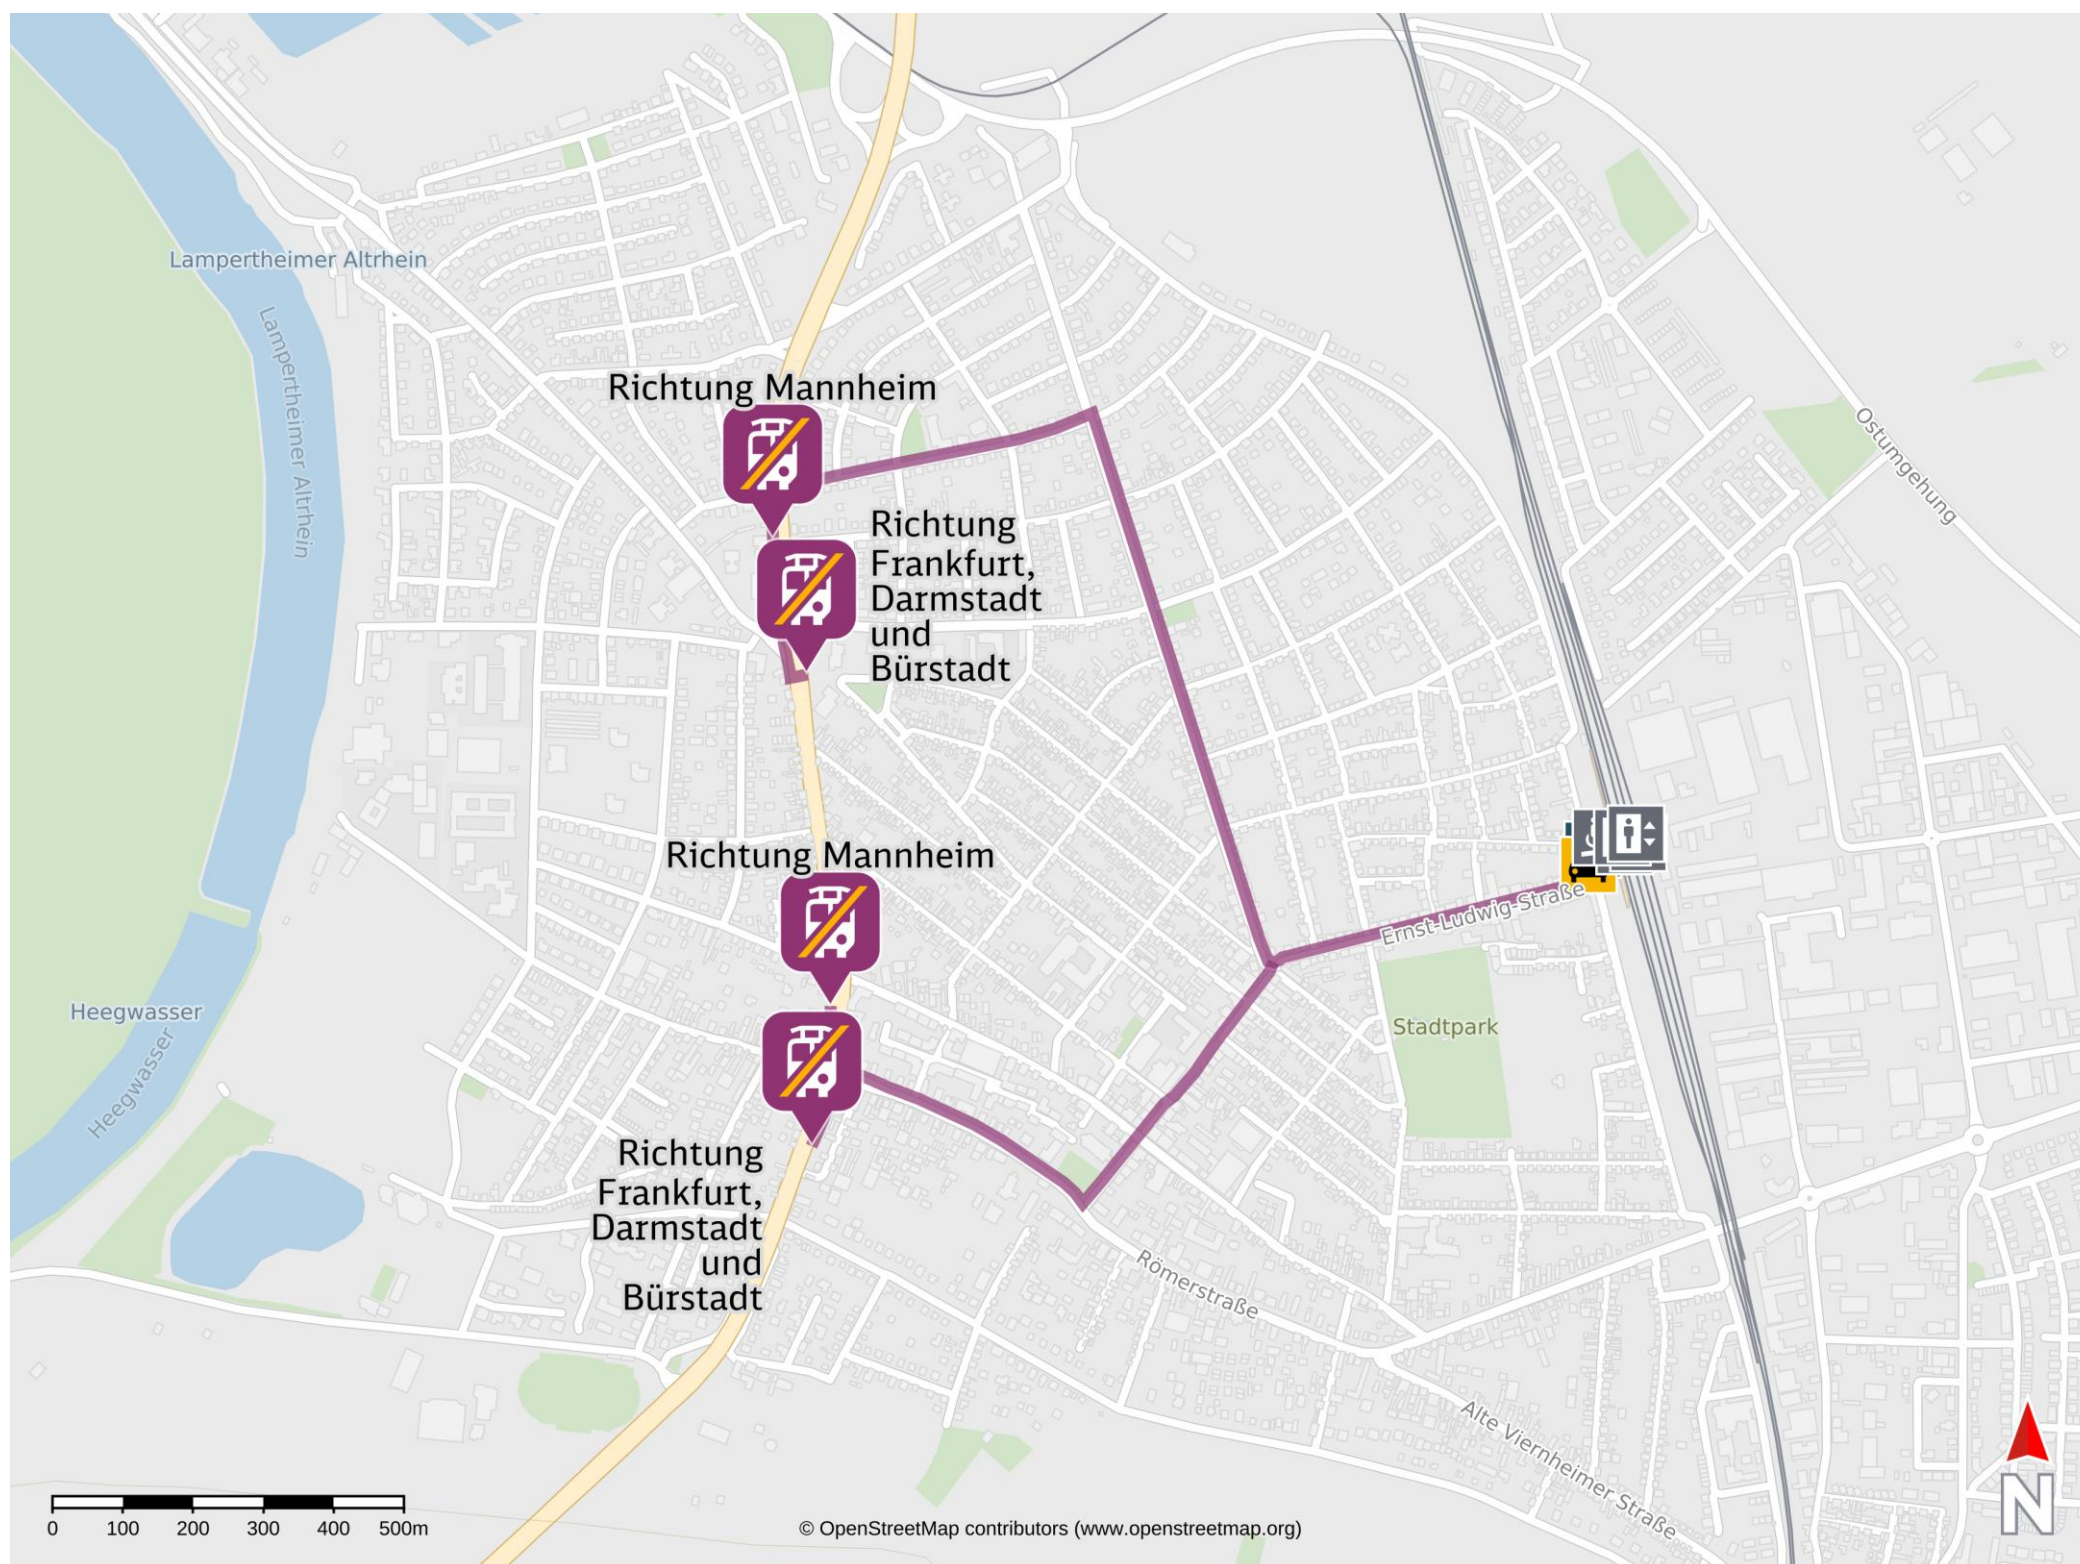 Lampertheimer Altrhein
Lampertheimer Altrhein
Richtung Mannheim
Ostumgehung
Richtung
Frankfurt,
Darmstadt
und
Bürstadt
Richtung Mannheim
Ernst-Ludwig-Straße
Heegwasser
Heegwasser
Stadtpark
Richtung
Frankfurt,
Darmstadt
und
Bürstadt
Römerstraße
Alte Viernheimer Straße
N
0 100 200 300 400 500m
© OpenStreetMap contributors (www.openstreetmap.org)